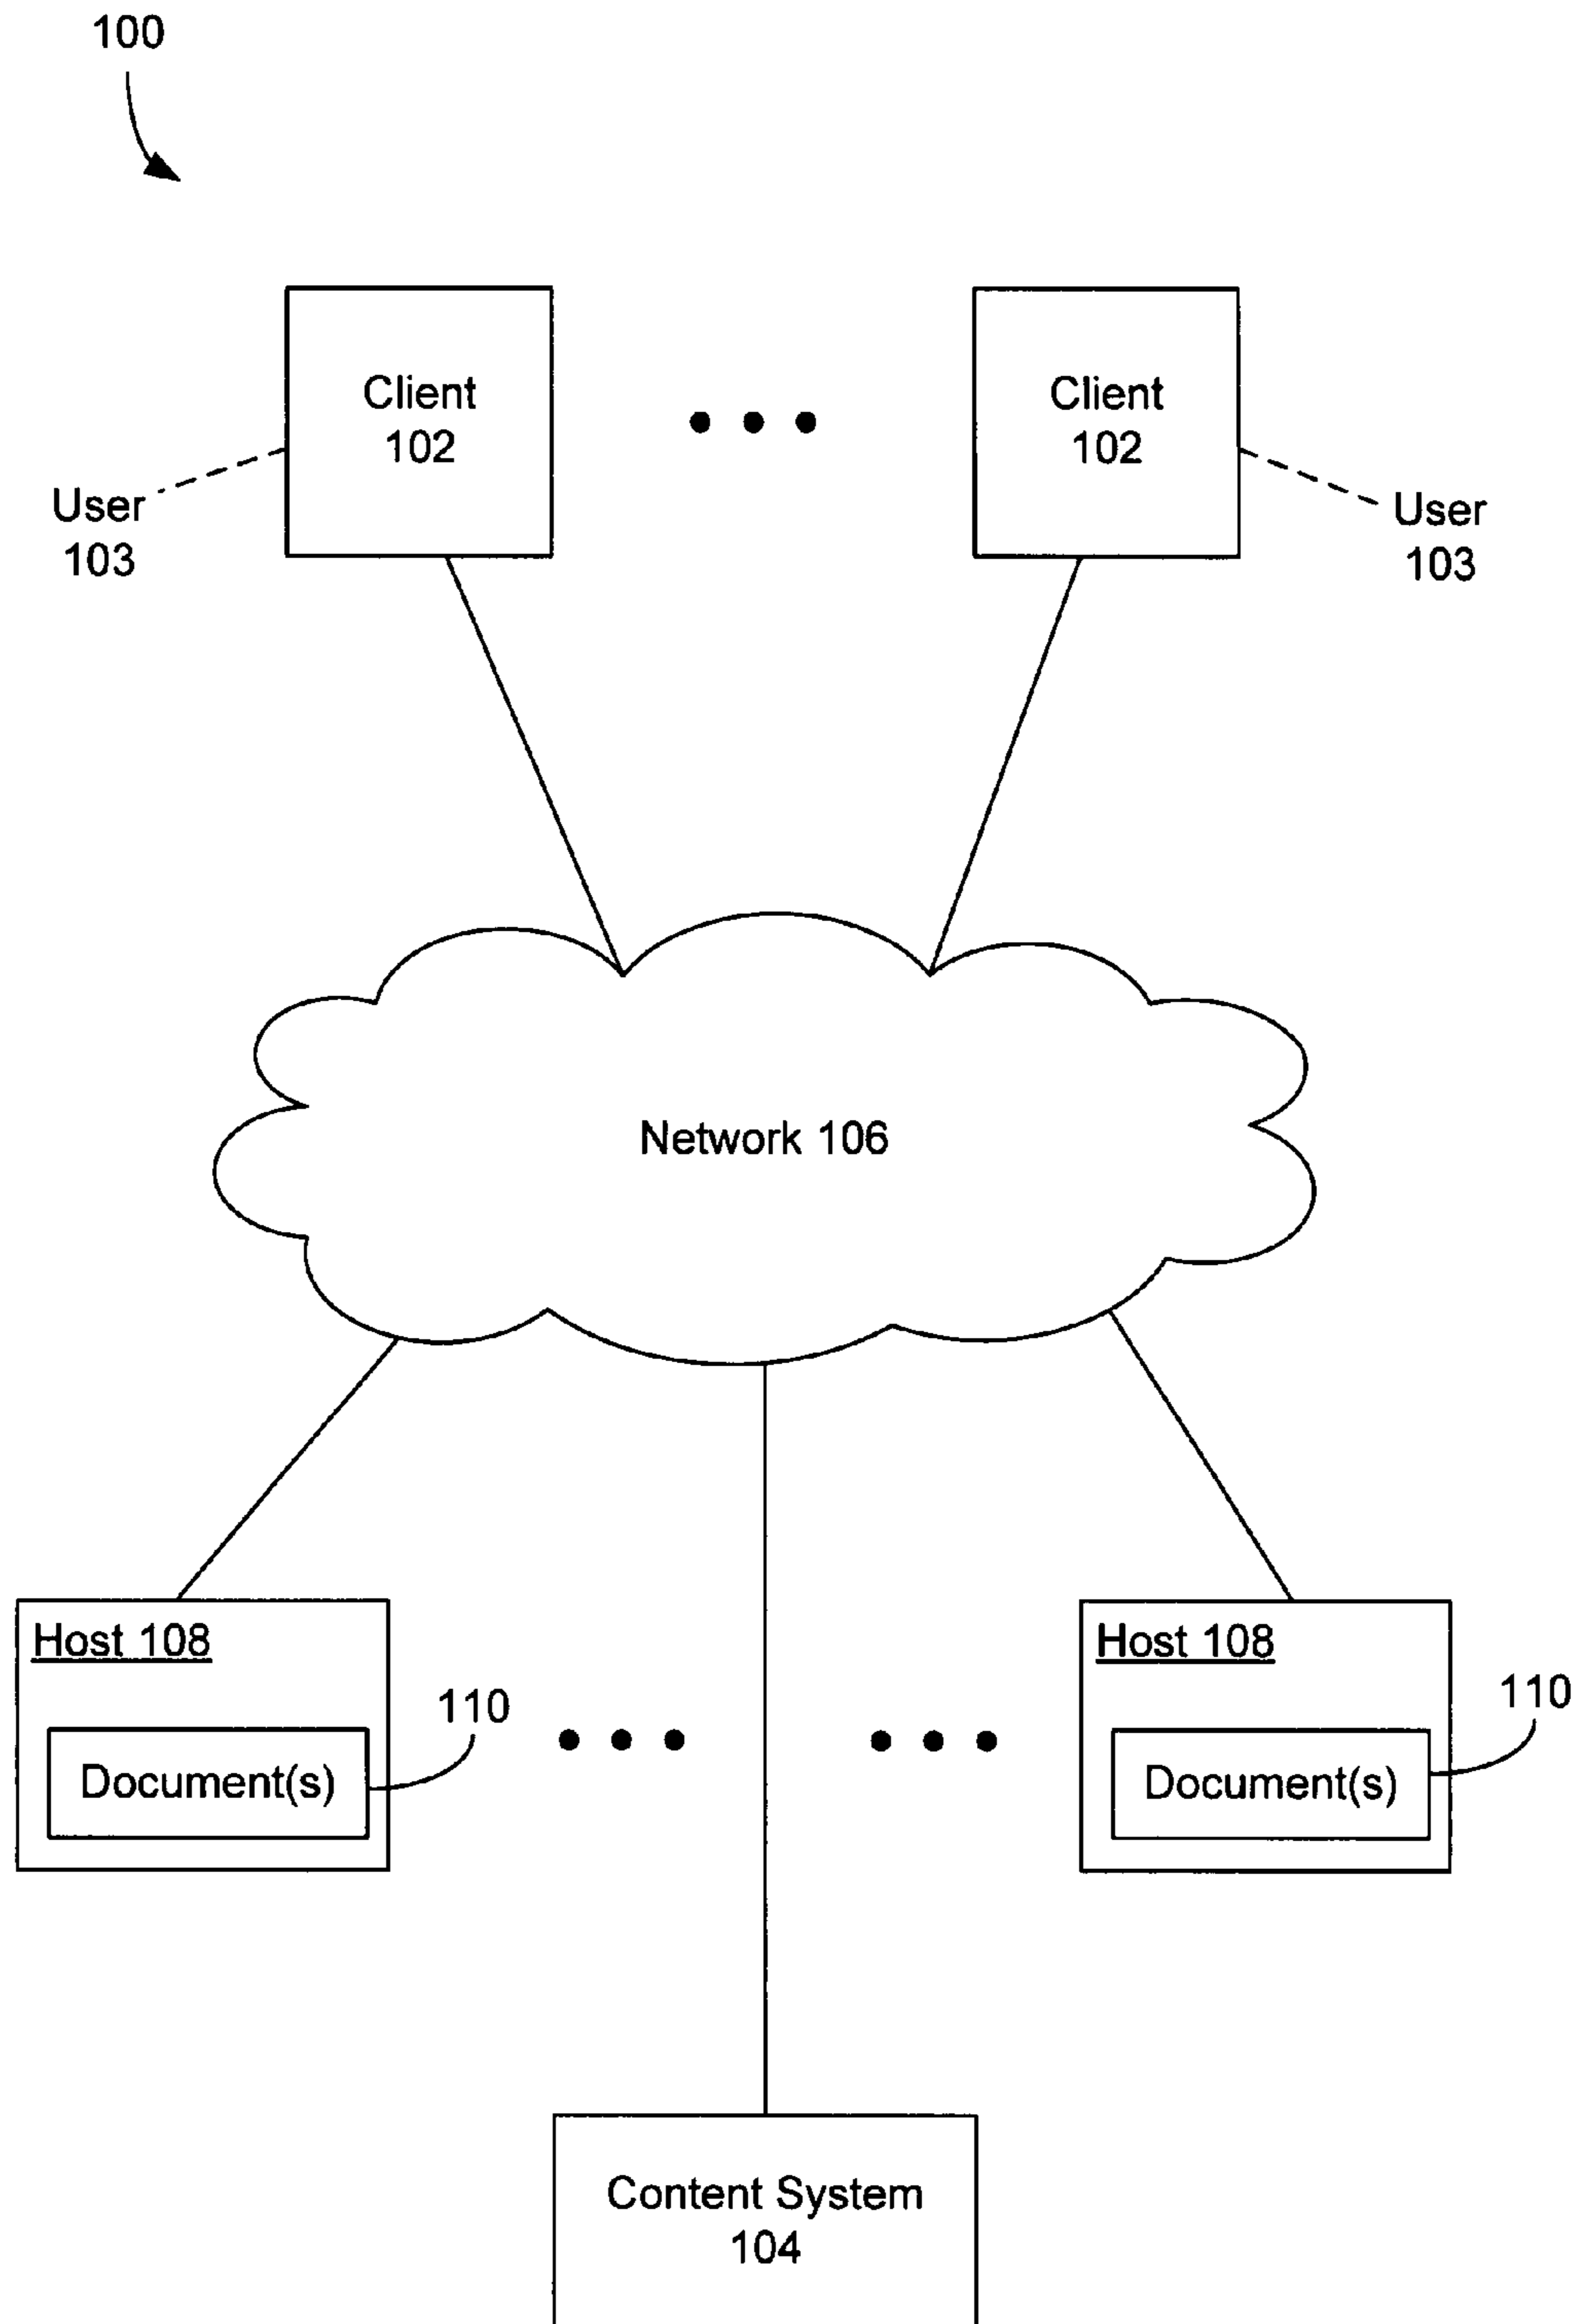 100
Client
102
Client
102
User
103
User
103
Network 106
Host 108
110
Document(s)
Host 108
110
Document(s)
Content System
104